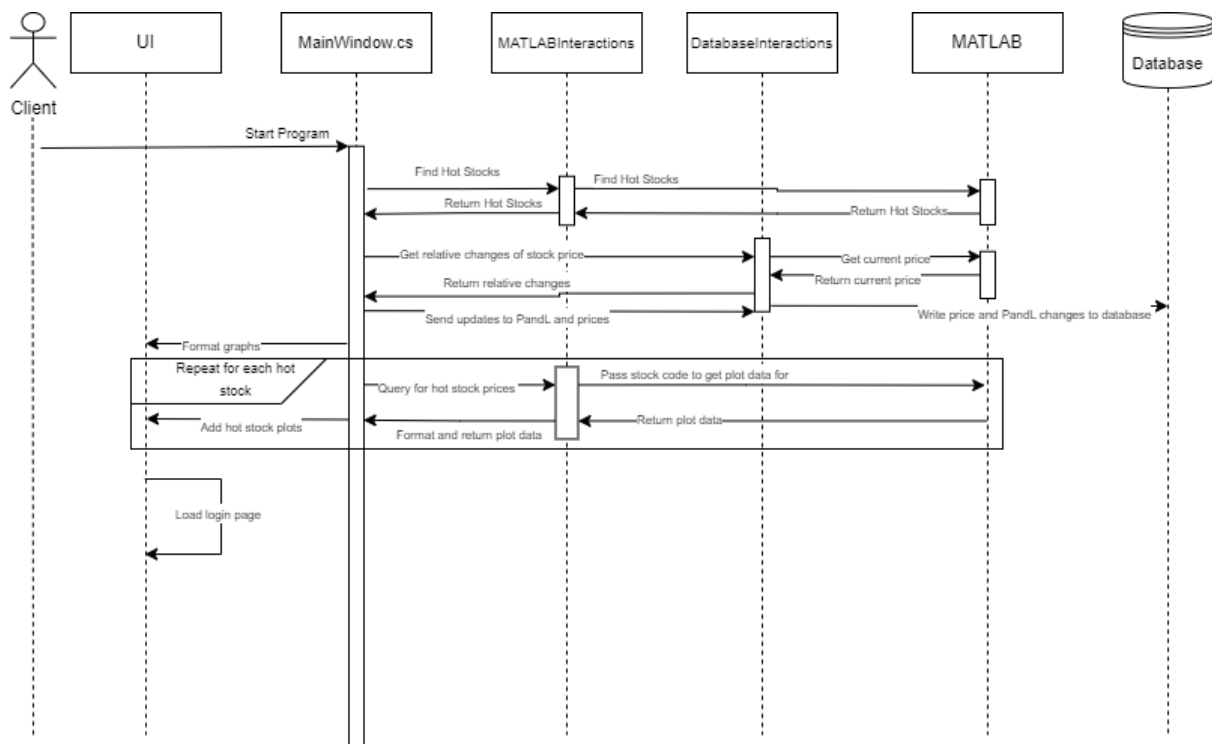 UI
MainWindow.cs
MATLABInteractions
DatabaseInteractions
MATLAB
Database
Client
Start Program
Find Hot Stocks
Find Hot Stocks
Return Hot Stocks
Return Hot Stocks
Get relative changes of stock price
Get current price
Return relative changes
Return current price
Send updates to PandL and prices
Write price and PandL changes to database
Format graphs
Repeat for each hot
stock
Query for hot stock prices
Pass stock code to get plot data for
Add hot stock plots
Format and return plot data
Return plot data
Load login page